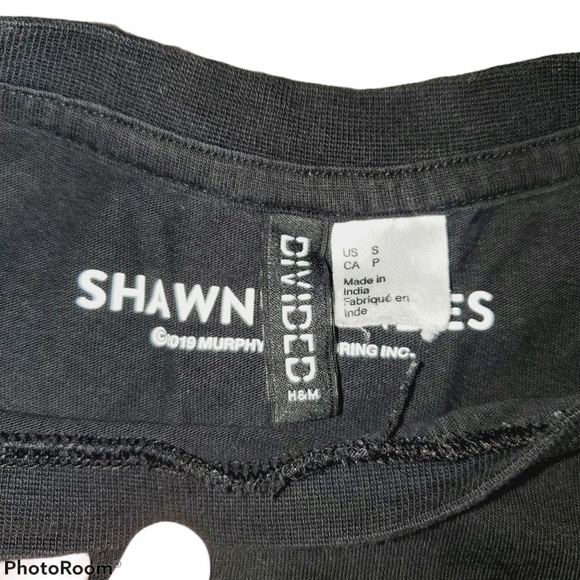 DIVIDED
H&M
US S
CA P
Made in
India
Fabriqué en
Inde
SHAWN ES
©2019 MURPHY RING INC.
PhotoRoom